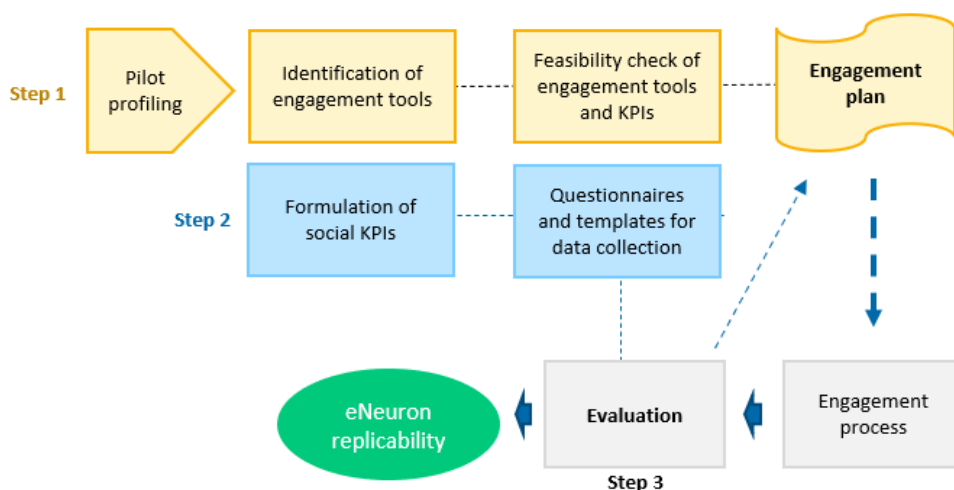 Step 1
Pilot
profiling
Identification of
engagement tools
Feasibility check of
engagement tools
and KPIs
Engagement
plan
Step 2
Formulation of
social KPIs
Questionnaires
and templates for
data collection
eNeuron
replicability
Evaluation
Engagement
process
Step 3